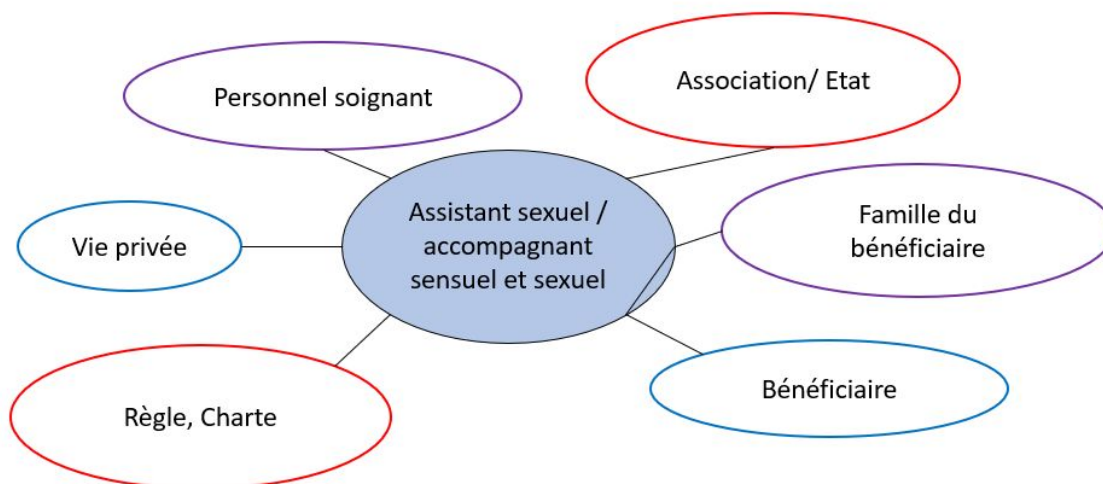 Personnel soignant
Association/ Etat
Assistant sexuel /
accompagnant
sensuel et sexuel
Vie privée
Famille du
bénéficiaire
Règle, Charte
Bénéficiaire